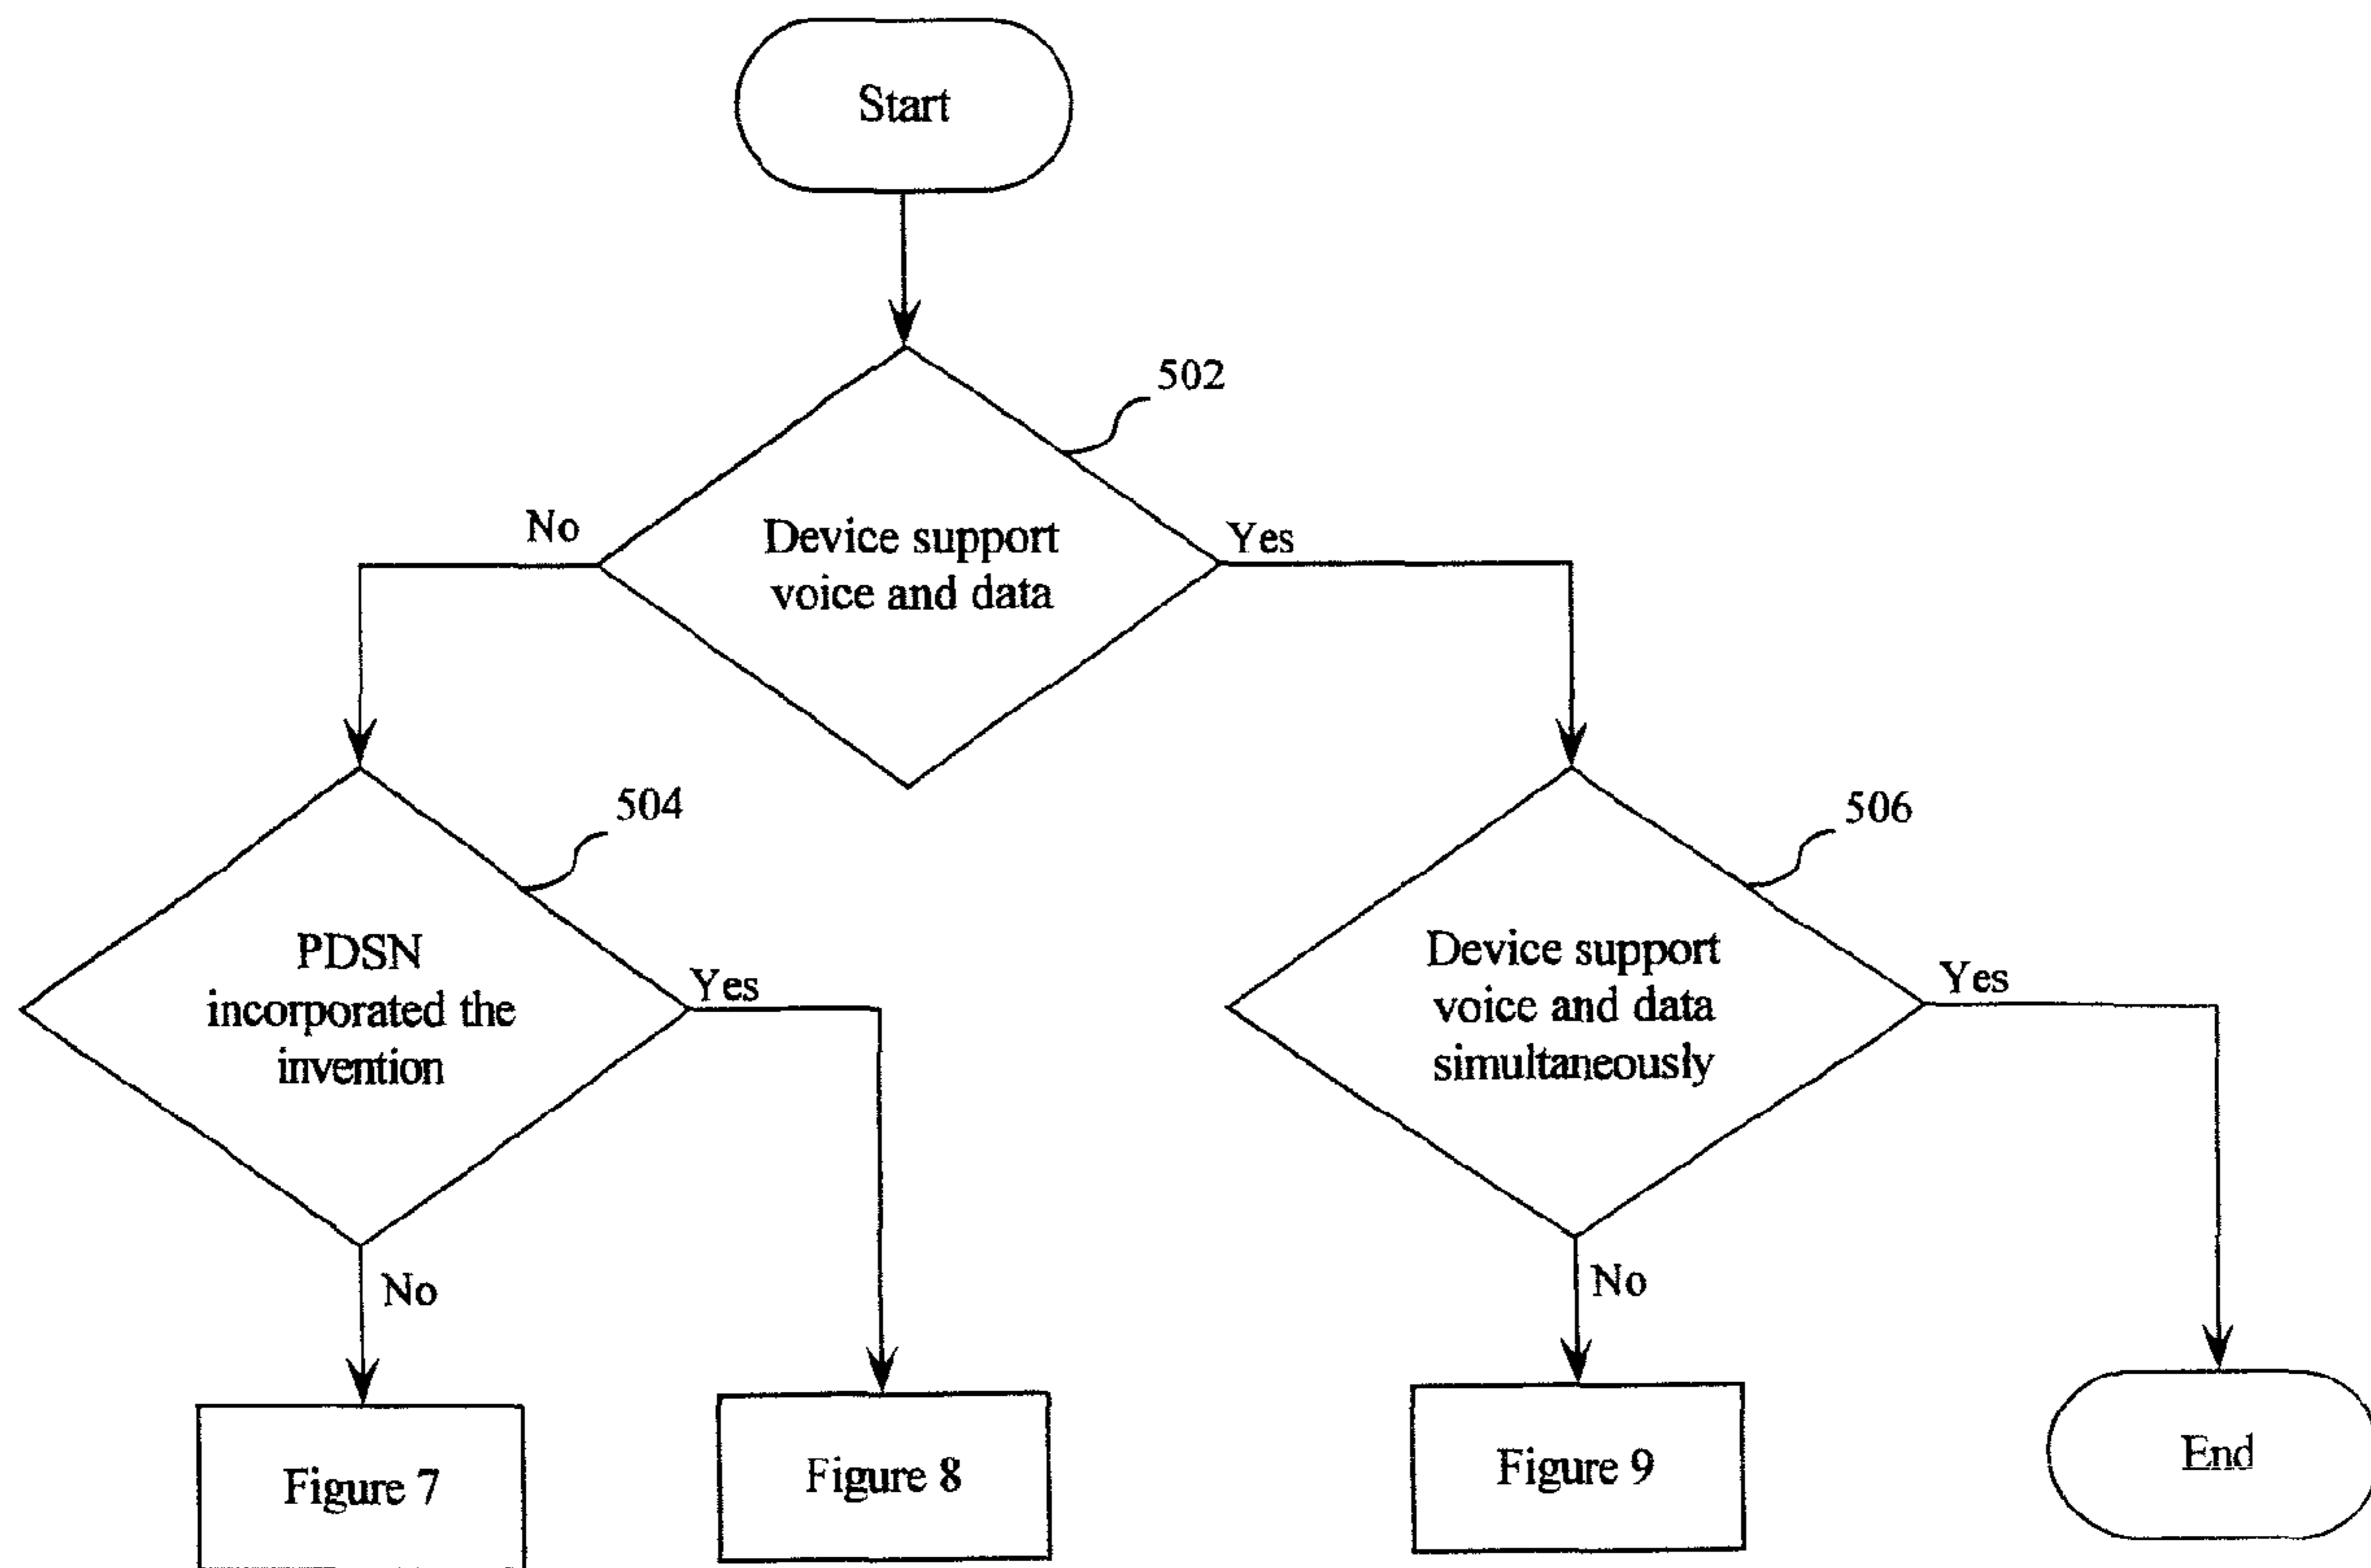 Start
502
No
Yes
Device support
voice and data
504
506
PDSN
incorporated the
invention
Yes
Device support
voice and data
simultaneously
Yes
No
No
Figure 7
Figure 8
Figure 9
End